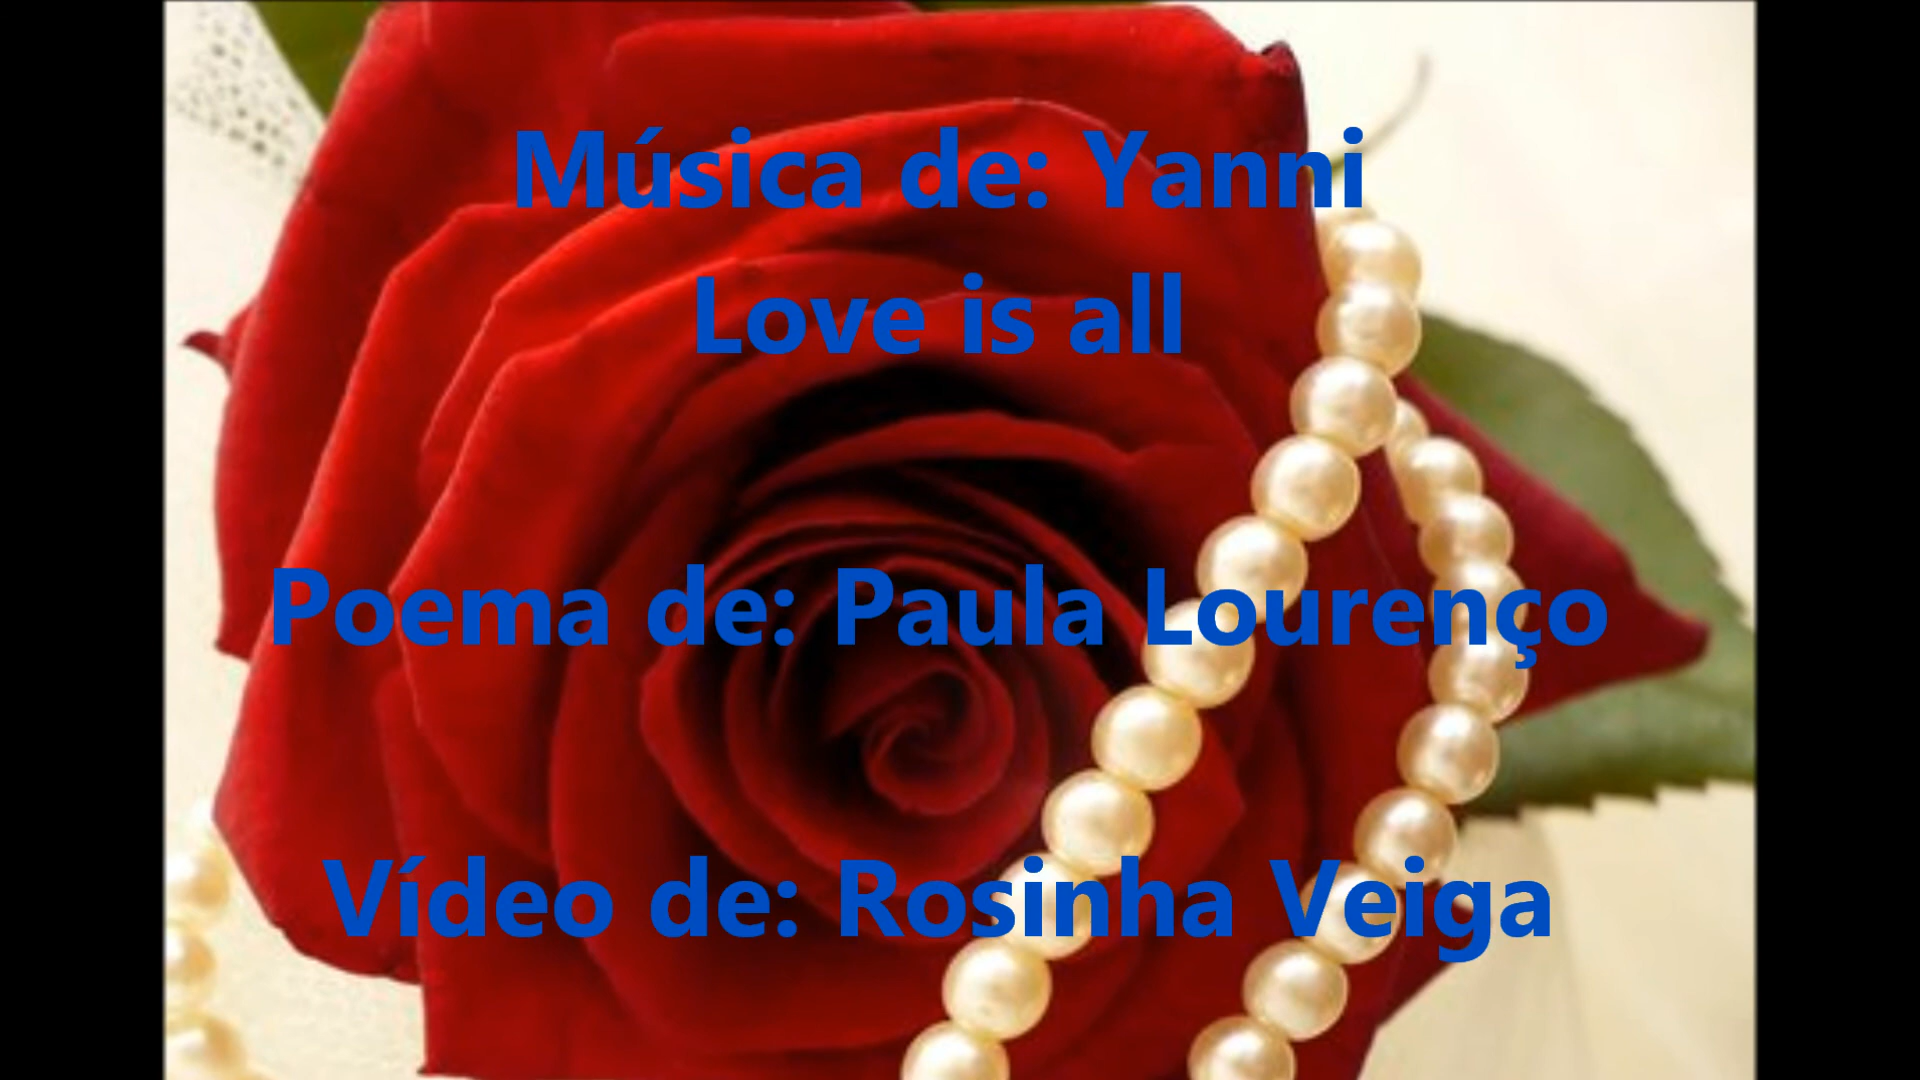 Música de: Yanni
Love is all
Poema de: Paula Lourenço
Vídeo de: Rosinha Veiga